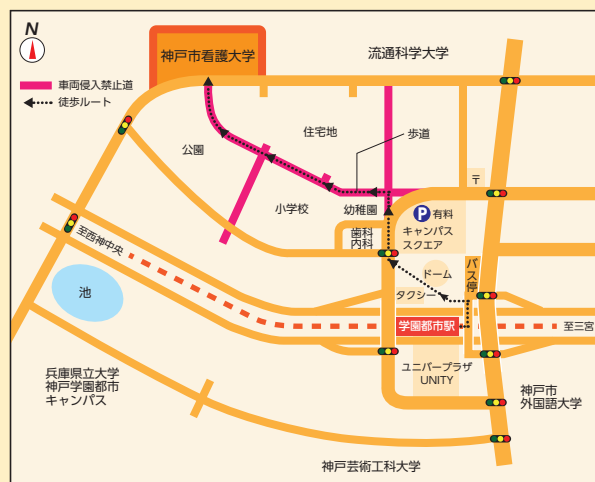 N
神戸市看護大学
流通科学大学
車両侵入禁止道
徒歩ルート
住宅地
歩道
公園
〒
小学校
幼稚園
P 有料
キャンパス
スクエア
歯科
内科
至西神中央
ドーム
バス停
タクシー
池
学園都市駅
至三宮
兵庫県立大学
神戸学園都市
キャンパス
ユニバープラザ
UNITY
神戸市
外国語大学
神戸芸術工科大学